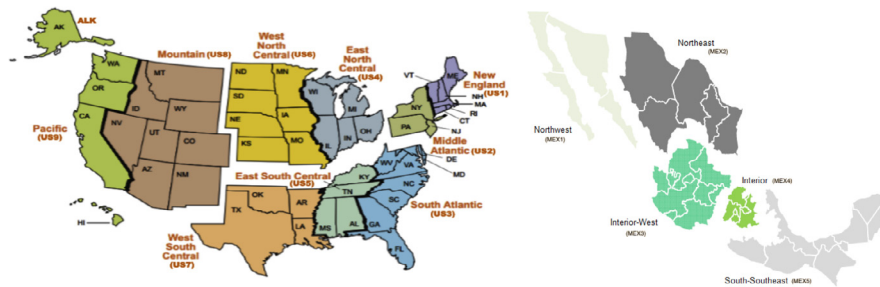 ALK
AK
West
North
Central (US6)
Mountain (US8)
East
North
Central
(US4)
New
England
(US1)
Pacific
(US9)
WA
OR
CA
MT
ID
WY
NV
UT
CO
AZ
NM
ND
MN
SD
IA
NE
KS
MO
WI
MI
IL
IN
OH
VT
ME
NH
MA
RI
CT
NY
PA
NJ
Middle
Atlantic (US2)
DE
MD
East South Central
(US5)
KY
TN
MS
AL
WV
VA
NC
SC
GA
FL
South Atlantic
(US3)
OK
AR
TX
LA
West
South
Central
(US7)
HI
Northeast
(MEX2)
Northwest
(MEX1)
Interior (MEX4)
Interior-West
(MEX3)
South-Southeast(MEX5)